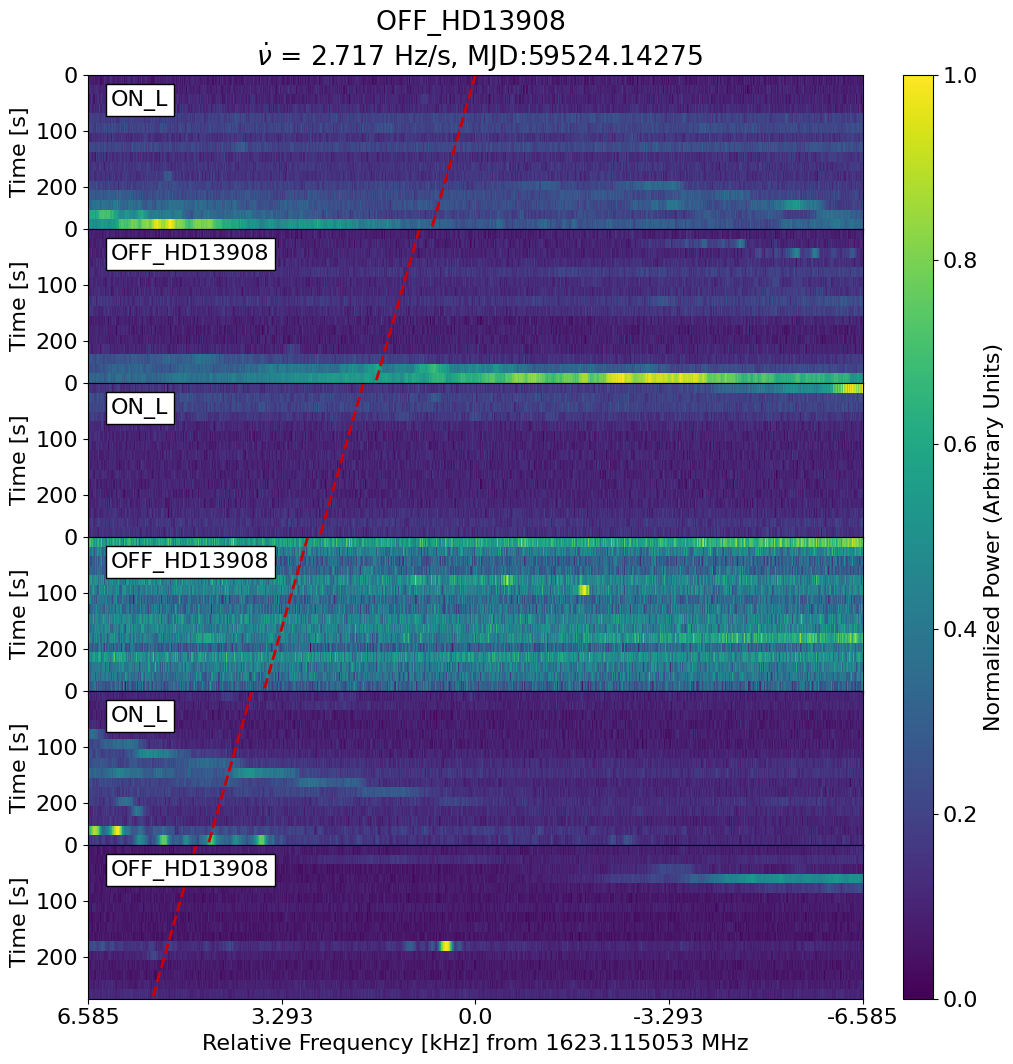 OFF_HD13908
ν̇ = 2.717 Hz/s, MJD:59524.14275
0
ON_L
100
200
Time [s]
0
OFF_HD13908
100
200
Time [s]
0
ON_L
100
200
Time [s]
0
OFF_HD13908
100
200
Time [s]
0
ON_L
100
200
Time [s]
0
OFF_HD13908
100
200
Time [s]
6.585 3.293 0.0 -3.293 -6.585
Relative Frequency [kHz] from 1623.115053 MHz
1.0
0.8
0.6
0.4
0.2
0.0
Normalized Power (Arbitrary Units)